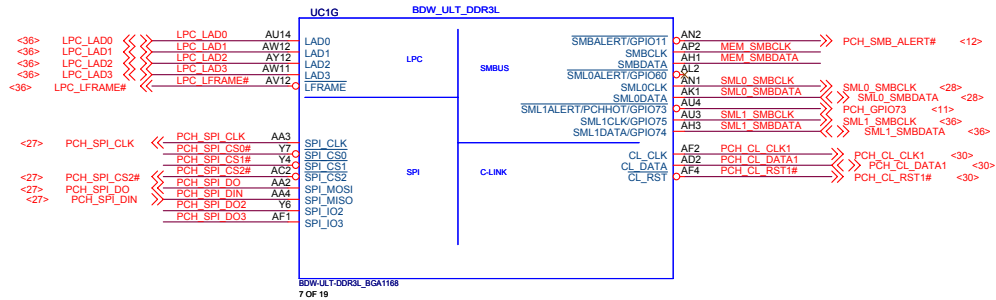 UC1G BDW_ULT_DDR3L
<36> LPC_LAD0 LPC_LAD0 AU14 LAD0
<36> LPC_LAD1 LPC_LAD1 AW12 LAD1
<36> LPC_LAD2 LPC_LAD2 AY12 LAD2
<36> LPC_LAD3 LPC_LAD3 AW11 LAD3
<36> LPC_LFRAME# LPC_LFRAME# AV12 LFRAME
LPC
<27> PCH_SPI_CLK PCH_SPI_CLK AA3 SPI_CLK
PCH_SPI_CS0# Y7 SPI_CS0
PCH_SPI_CS1# Y4 SPI_CS1
<27> PCH_SPI_CS2# PCH_SPI_CS2# AC2 SPI_CS2
<27> PCH_SPI_DO PCH_SPI_DO AA2 SPI_MOSI
<27> PCH_SPI_DIN PCH_SPI_DIN AA4 SPI_MISO
PCH_SPI_DO2 Y6 SPI_IO2
PCH_SPI_DO3 AF1 SPI_IO3
SPI
SMBUS
SMBALERT/GPIO11 AN2 PCH_SMB_ALERT# <12>
SMBCLK AP2 MEM_SMBCLK
SMBDATA AH1 MEM_SMBDATA
SML0ALERT/GPIO60 AL2
SML0CLK AN1 SML0_SMBCLK SML0_SMBCLK <28>
SML0DATA AK1 SML0_SMBDATA SML0_SMBDATA <28>
SML1ALERT/PCHHOT/GPIO73 AU4 PCH_GPIO73 <11>
SML1CLK/GPIO75 AU3 SML1_SMBCLK SML1_SMBCLK <36>
SML1DATA/GPIO74 AH3 SML1_SMBDATA SML1_SMBDATA <36>
C-LINK
CL_CLK AF2 PCH_CL_CLK1 PCH_CL_CLK1 <30>
CL_DATA AD2 PCH_CL_DATA1 PCH_CL_DATA1 <30>
CL_RST AF4 PCH_CL_RST1# PCH_CL_RST1# <30>
BDW-ULT-DDR3L_BGA1168
7 OF 19